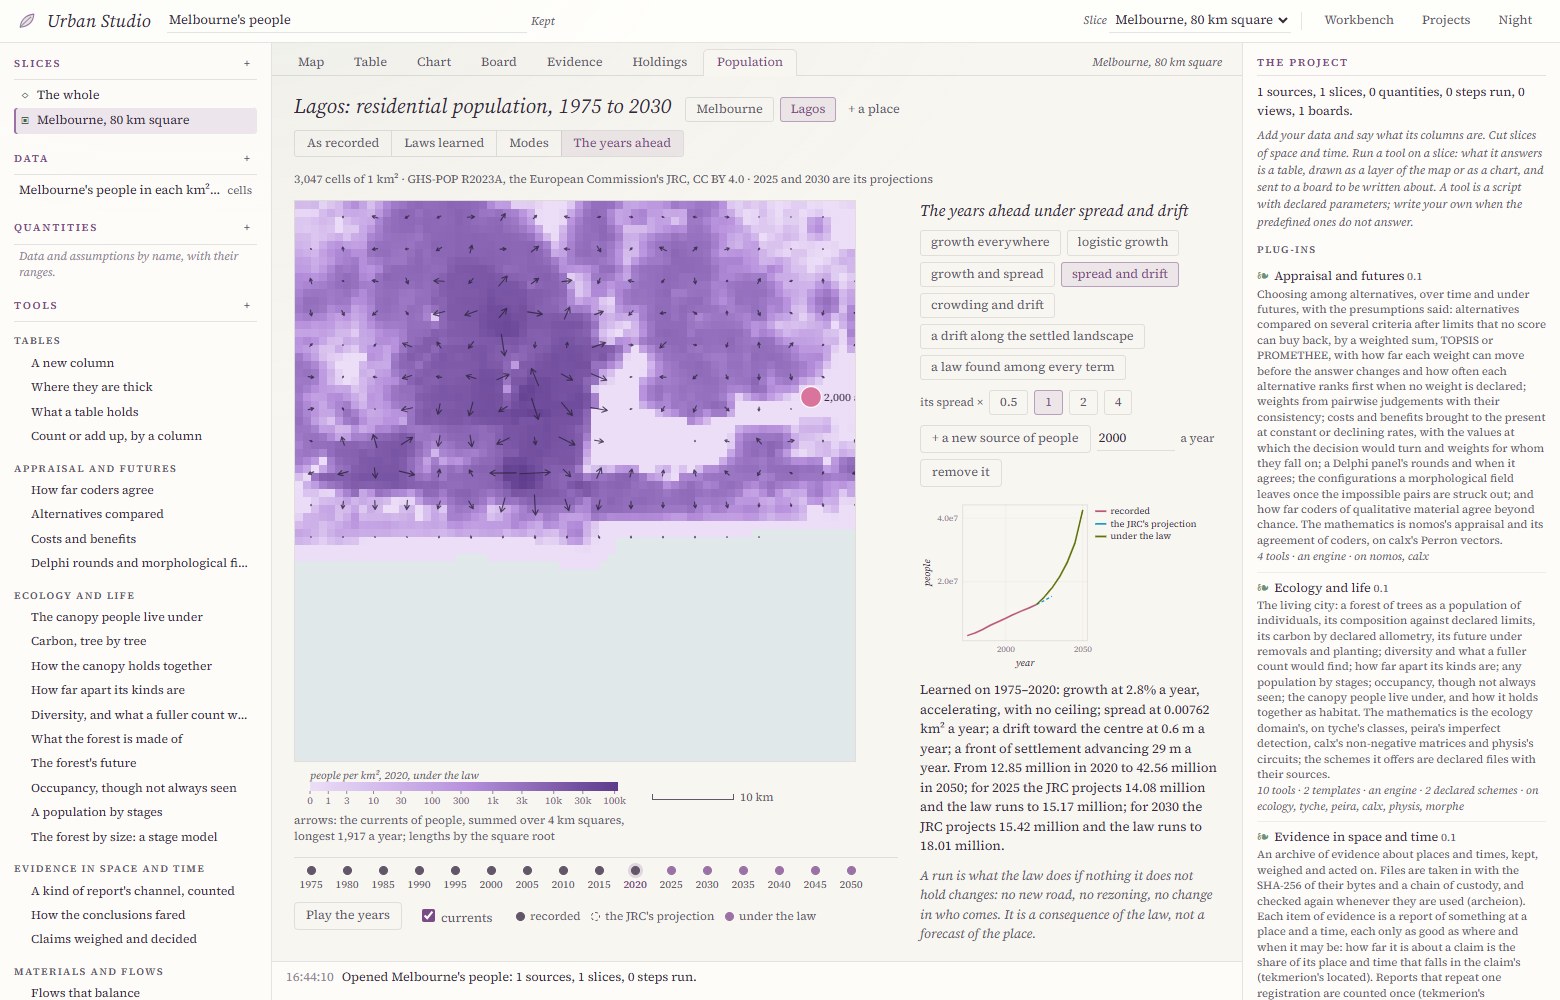 Urban Studio
Melbourne's people
Kept
Slice Melbourne, 80 km square
Workbench
Projects
Night
SLICES +
The whole
Melbourne, 80 km square
DATA +
Melbourne's people in each km²... cells
QUANTITIES +
Data and assumptions by name, with their
ranges.
TOOLS +
TABLES
A new column
Where they are thick
What a table holds
Count or add up, by a column
APPRAISAL AND FUTURES
How far coders agree
Alternatives compared
Costs and benefits
Delphi rounds and morphological fi...
ECOLOGY AND LIFE
The canopy people live under
Carbon, tree by tree
How the canopy holds together
How far apart its kinds are
Diversity, and what a fuller count w...
What the forest is made of
The forest's future
Occupancy, though not always seen
A population by stages
The forest by size: a stage model
EVIDENCE IN SPACE AND TIME
A kind of report's channel, counted
How the conclusions fared
Claims weighed and decided
MATERIALS AND FLOWS
Flows that balance
Map
Table
Chart
Board
Evidence
Holdings
Population
Melbourne, 80 km square
Lagos: residential population, 1975 to 2030
Melbourne
Lagos
+ a place
As recorded
Laws learned
Modes
The years ahead
3,047 cells of 1 km² · GHS-POP R2023A, the European Commission's JRC, CC BY 4.0 · 2025 and 2030 are its projections
2,000
people per km², 2020, under the law
0 1 3 10 30 100 300 1k 3k 10k 30k 100k
10 km
arrows: the currents of people, summed over 4 km squares,
longest 1,917 a year; lengths by the square root
1975 1980 1985 1990 1995 2000 2005 2010 2015 2020 2025 2030 2035 2040 2045 2050
Play the years
currents
recorded
the JRC's projection
under the law
The years ahead under spread and drift
growth everywhere
logistic growth
growth and spread
spread and drift
crowding and drift
a drift along the settled landscape
a law found among every term
its spread × 0.5 1 2 4
+ a new source of people 2000 a year
remove it
4.0e7
2.0e7
people
2000 2050
year
recorded
the JRC's projection
under the law
Learned on 1975–2020: growth at 2.8% a year,
accelerating, with no ceiling; spread at 0.00762
km² a year; a drift toward the centre at 0.6 m a
year; a front of settlement advancing 29 m a
year. From 12.85 million in 2020 to 42.56 million
in 2050; for 2025 the JRC projects 14.08 million
and the law runs to 15.17 million; for 2030 the
JRC projects 15.42 million and the law runs to
18.01 million.
A run is what the law does if nothing it does not
hold changes: no new road, no rezoning, no change
in who comes. It is a consequence of the law, not a
forecast of the place.
16:44:10 Opened Melbourne's people: 1 sources, 1 slices, 0 steps run.
THE PROJECT
1 sources, 1 slices, 0 quantities, 0 steps run, 0
views, 1 boards.
Add your data and say what its columns are. Cut slices
of space and time. Run a tool on a slice: what it answers
is a table, drawn as a layer of the map or as a chart, and
sent to a board to be written about. A tool is a script
with declared parameters; write your own when the
predefined ones do not answer.
PLUG-INS
Appraisal and futures 0.1
Choosing among alternatives, over time and under
futures, with the presumptions said: alternatives
compared on several criteria after limits that no score
can buy back, by a weighted sum, TOPSIS or
PROMETHEE, with how far each weight can move
before the answer changes and how often each
alternative ranks first when no weight is declared;
weights from pairwise judgements with their
consistency; costs and benefits brought to the present
at constant or declining rates, with the values at
which the decision would turn and weights for whom
they fall on; a Delphi panel's rounds and when it
agrees; the configurations a morphological field
leaves once the impossible pairs are struck out; and
how far coders of qualitative material agree beyond
chance. The mathematics is nomos's appraisal and its
agreement of coders, on calx's Perron vectors.
4 tools · an engine · on nomos, calx
Ecology and life 0.1
The living city: a forest of trees as a population of
individuals, its composition against declared limits,
its carbon by declared allometry, its future under
removals and planting; diversity and what a fuller
count would find; how far apart its kinds are; any
population by stages; occupancy, though not always
seen; the canopy people live under, and how it holds
together as habitat. The mathematics is the ecology
domain's, on tyche's classes, peira's imperfect
detection, calx's non-negative matrices and physis's
circuits; the schemes it offers are declared files with
their sources.
10 tools · 2 templates · an engine · 2 declared schemes · on
ecology, tyche, peira, calx, physis, morphe
Evidence in space and time 0.1
An archive of evidence about places and times, kept,
weighed and acted on. Files are taken in with the
SHA-256 of their bytes and a chain of custody, and
checked again whenever they are used (archeion).
Each item of evidence is a report of something at a
place and a time, each only as good as where and
when it may be: how far it is about a claim is the
share of its place and time that falls in the claim's
(tekmerion's located). Reports that repeat one
registration are counted once (tekmerion's